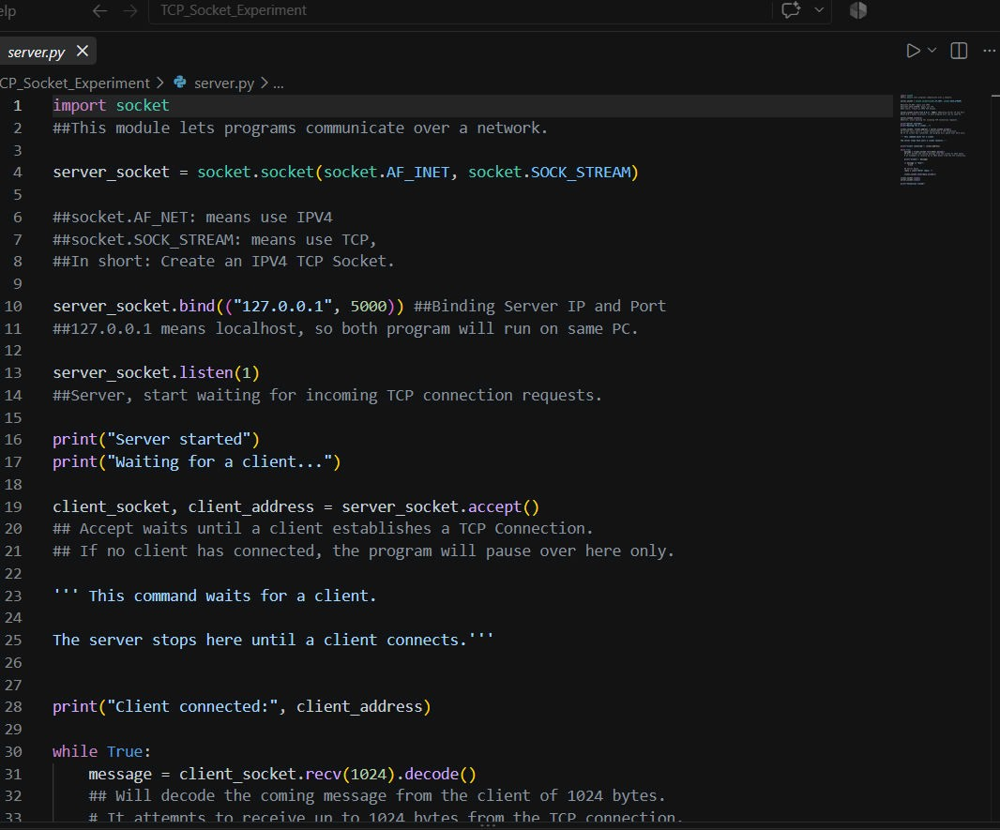 elp
TCP_Socket_Experiment
server.py
CP_Socket_Experiment > server.py > ...
1 import socket
2 ##This module lets programs communicate over a network.
3
4 server_socket = socket.socket(socket.AF_INET, socket.SOCK_STREAM)
5
6 ##socket.AF_NET: means use IPV4
7 ##socket.SOCK_STREAM: means use TCP,
8 ##In short: Create an IPV4 TCP Socket.
9
10 server_socket.bind(("127.0.0.1", 5000)) ##Binding Server IP and Port
11 ##127.0.0.1 means localhost, so both program will run on same PC.
12
13 server_socket.listen(1)
14 ##Server, start waiting for incoming TCP connection requests.
15
16 print("Server started")
17 print("Waiting for a client...")
18
19 client_socket, client_address = server_socket.accept()
20 ## Accept waits until a client establishes a TCP Connection.
21 ## If no client has connected, the program will pause over here only.
22
23 ''' This command waits for a client.
24
25 The server stops here until a client connects.'''
26
27
28 print("Client connected:", client_address)
29
30 while True:
31 message = client_socket.recv(1024).decode()
32 ## Will decode the coming message from the client of 1024 bytes.
33 # It attempts to receive up to 1024 bytes from the TCP connection.